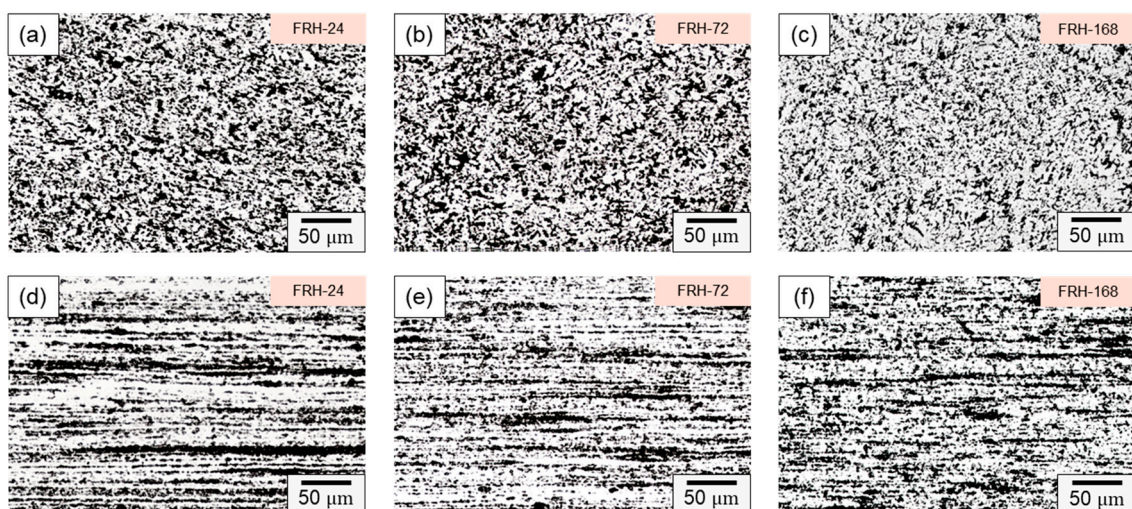 (a) FRH-24
50 μm
(b) FRH-72
50 μm
(c) FRH-168
50 μm
(d) FRH-24
50 μm
(e) FRH-72
50 μm
(f) FRH-168
50 μm